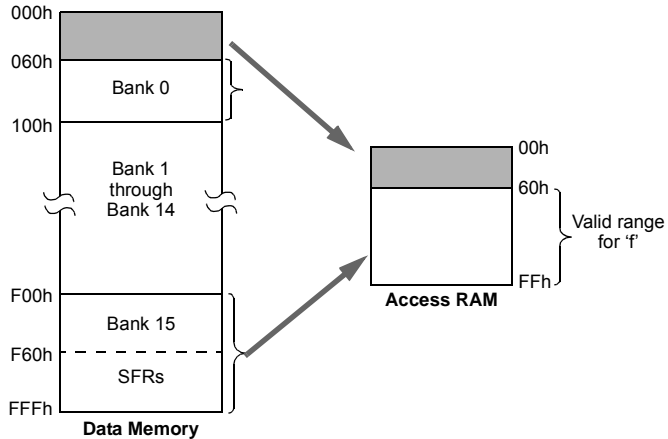 000h
060h
Bank 0
100h
Bank 1
through
Bank 14
F00h
Bank 15
F60h
SFRs
FFFh
Data Memory
00h
60h
Valid range
for ‘f’
FFh
Access RAM